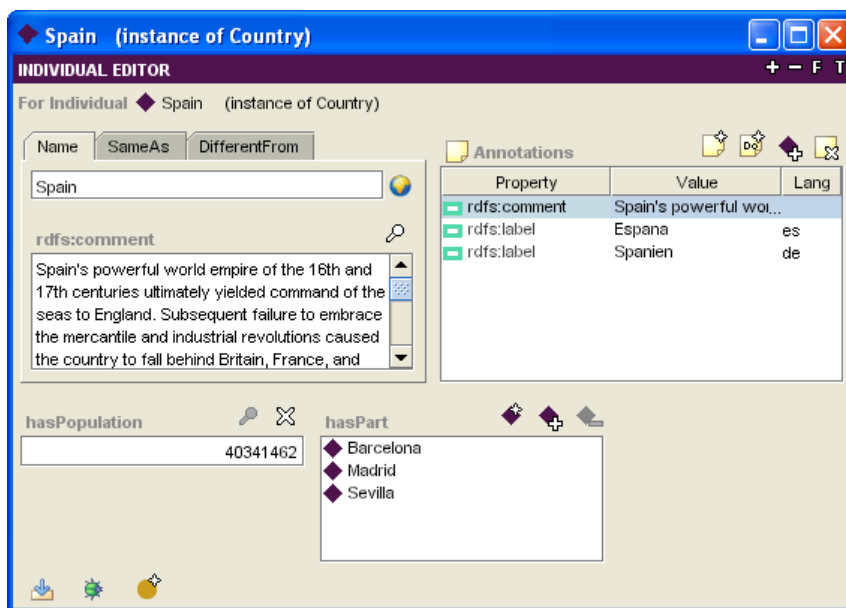 Spain (instance of Country)
INDIVIDUAL EDITOR
+ − F T
For Individual Spain (instance of Country)
Name SameAs DifferentFrom
Spain
rdfs:comment
Spain's powerful world empire of the 16th and
17th centuries ultimately yielded command of the
seas to England. Subsequent failure to embrace
the mercantile and industrial revolutions caused
the country to fall behind Britain, France, and
Annotations
Property Value Lang
rdfs:comment Spain's powerful wor...
rdfs:label Espana es
rdfs:label Spanien de
hasPopulation
40341462
hasPart
Barcelona
Madrid
Sevilla